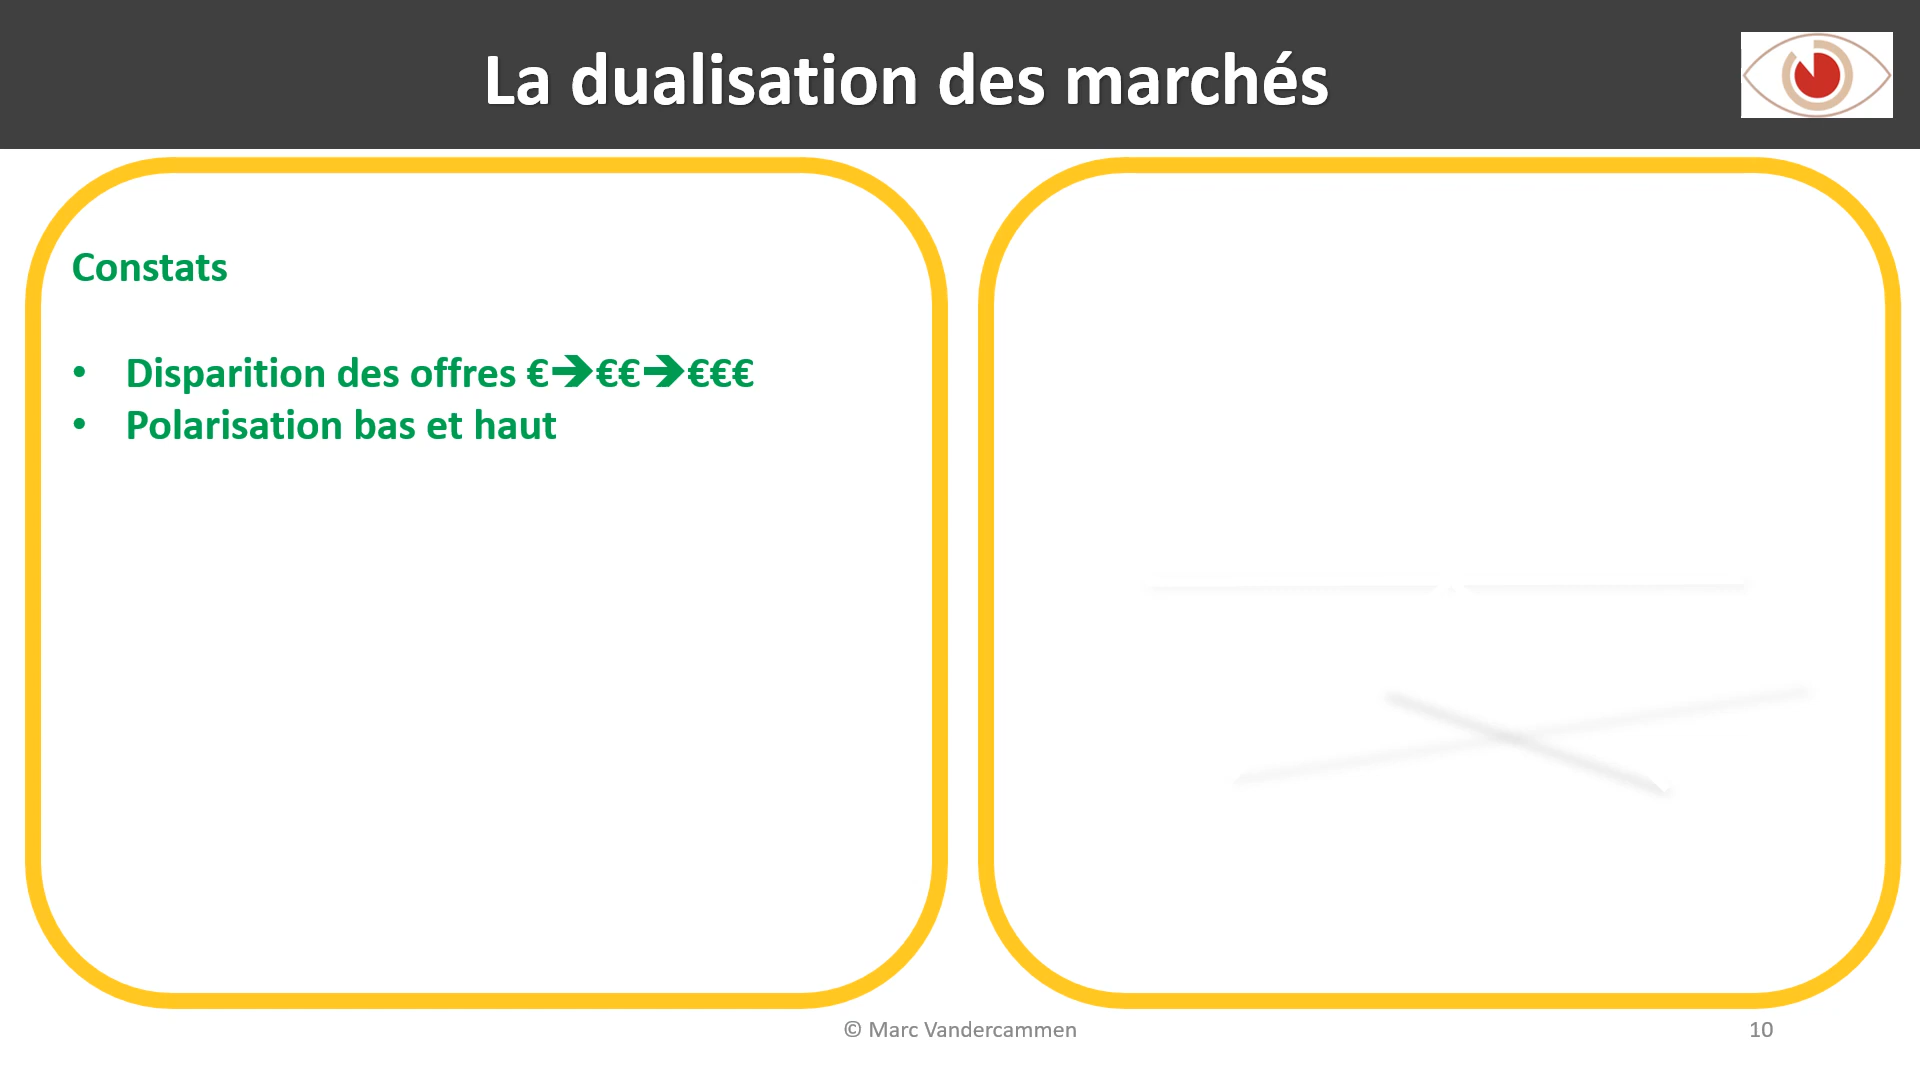 La dualisation des marchés
Constats
• Disparition des offres €➔€€➔€€€
• Polarisation bas et haut
© Marc Vandercammen
10